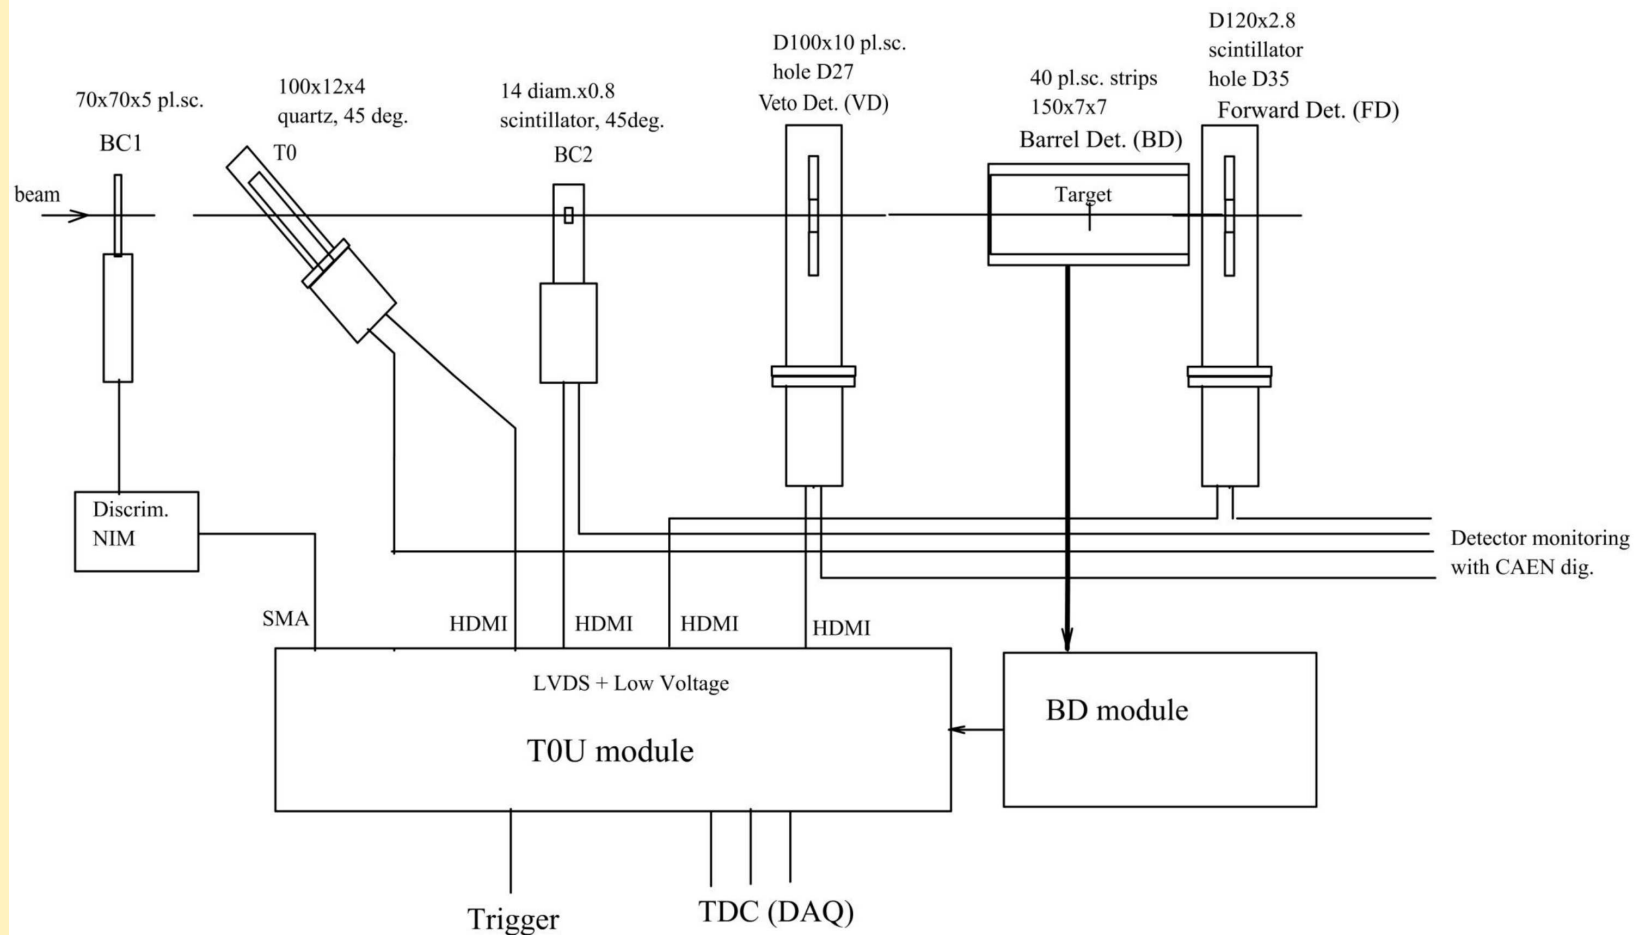 70x70x5 pl.sc.
BC1
beam
100x12x4
quartz, 45 deg.
T0
14 diam.x0.8
scintillator, 45deg.
BC2
D100x10 pl.sc.
hole D27
Veto Det. (VD)
40 pl.sc. strips
150x7x7
Barrel Det. (BD)
Target
D120x2.8
scintillator
hole D35
Forward Det. (FD)
Discrim.
NIM
Detector monitoring
with CAEN dig.
SMA
HDMI
HDMI
HDMI
HDMI
LVDS + Low Voltage
T0U module
BD module
Trigger
TDC (DAQ)